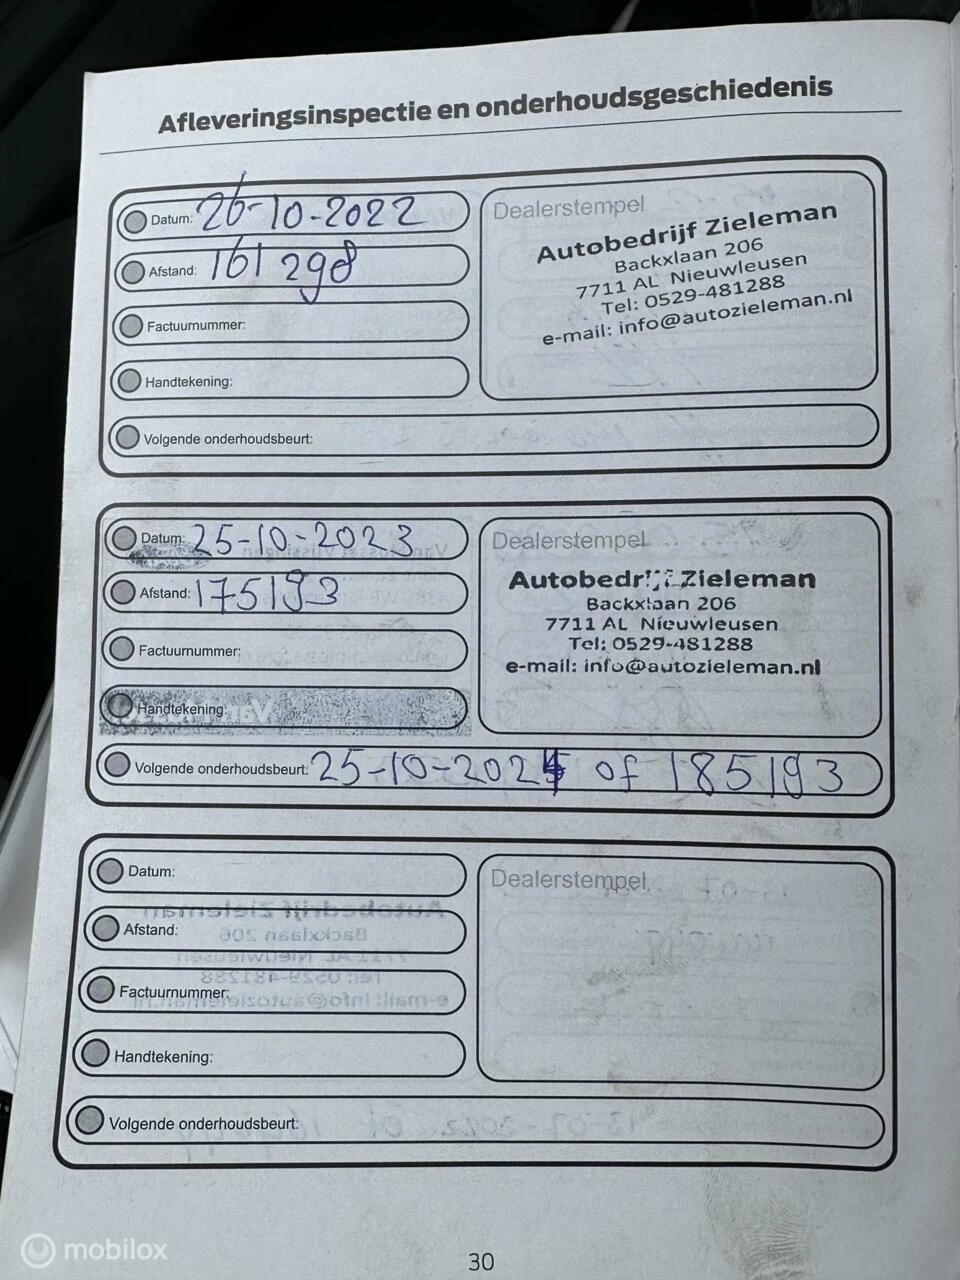 Afleveringsinspectie en onderhoudsgeschiedenis
Datum: 26-10-2022
Afstand: 161298
Factuurnummer:
Handtekening:
Volgende onderhoudsbeurt:
Dealerstempel
Autobedrijf Zieleman
Backxlaan 206
7711 AL Nieuwleusen
Tel: 0529-481288
e-mail: info@autozieleman.nl
Datum: 25-10-2023
Afstand: 175193
Factuurnummer:
Handtekening:
Dealerstempel
Autobedrijf Zieleman
Backxlaan 206
7711 AL Nieuwleusen
Tel: 0529-481288
e-mail: info@autozieleman.nl
Volgende onderhoudsbeurt: 25-10-2024 of 185193
Datum:
Afstand:
Factuurnummer:
Handtekening:
Volgende onderhoudsbeurt:
Dealerstempel
30
mobilox